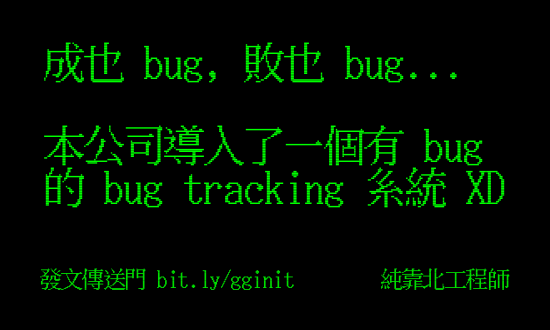 成也 bug, 敗也 bug...
本公司導入了一個有 bug
的 bug tracking 系統 XD
發文傳送門 bit.ly/gginit
純靠北工程師